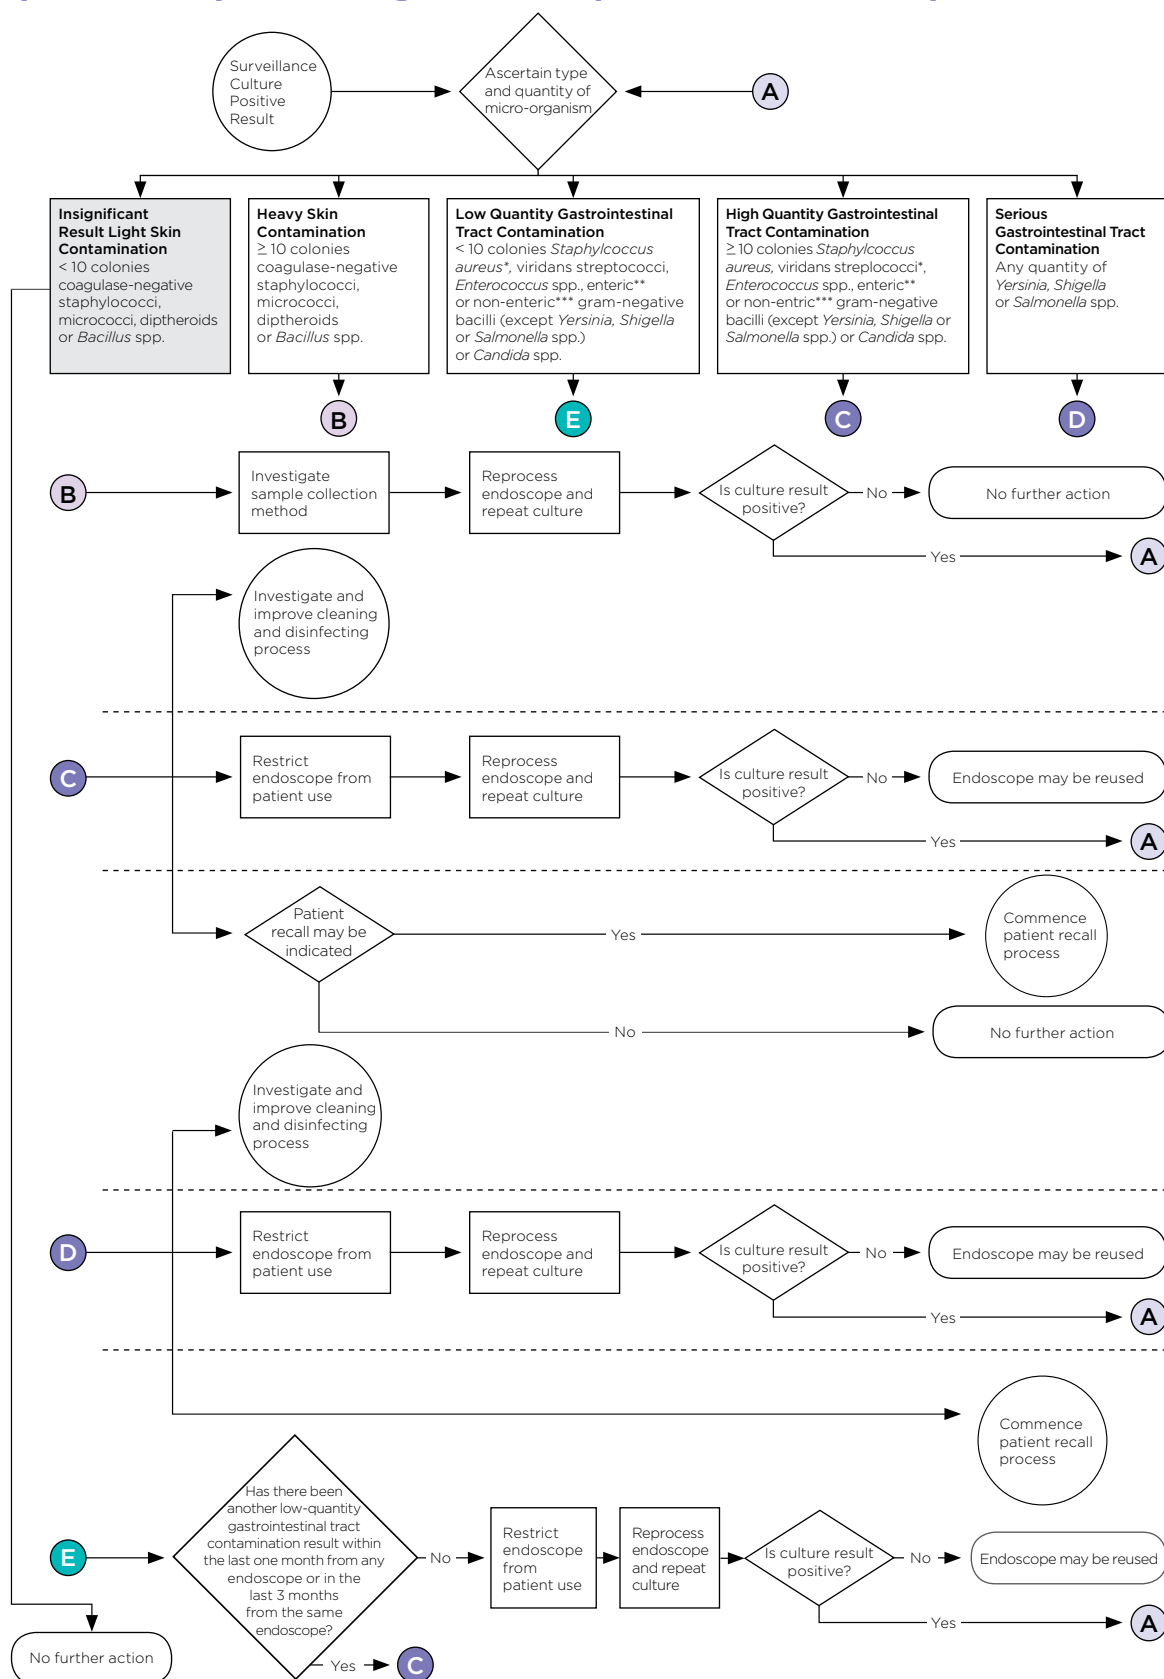 Surveillance
Culture
Positive
Result
Ascertain type
and quantity of
micro-organism
A
Insignificant
Result Light Skin
Contamination
< 10 colonies
coagulase-negative
staphylococci,
micrococci, diptheroids
or Bacillus spp.
Heavy Skin
Contamination
≥ 10 colonies
coagulase-negative
staphylococci,
micrococci,
diptheroids
or Bacillus spp.
Low Quantity Gastrointestinal
Tract Contamination
< 10 colonies Staphylcoccus
aureus*, viridans streptococci,
Enterococcus spp., enteric**
or non-enteric*** gram-negative
bacilli (except Yersinia, Shigella
or Salmonella spp.)
or Candida spp.
High Quantity Gastrointestinal
Tract Contamination
≥ 10 colonies Staphylcoccus
aureus, viridans streplococci*,
Enterococcus spp., enteric**
or non-entric*** gram-negative
bacilli (except Yersinia, Shigella or
Salmonella spp.) or Candida spp.
Serious
Gastrointestinal Tract
Contamination
Any quantity of
Yersinia, Shigella
or Salmonella spp.
B
E
C
D
B
Investigate
sample collection
method
Reprocess
endoscope and
repeat culture
Is culture result
positive?
No
No further action
Yes
A
Investigate and
improve cleaning
and disinfecting
process
C
Restrict
endoscope from
patient use
Reprocess
endoscope and
repeat culture
Is culture result
positive?
No
Endoscope may be reused
Yes
A
Patient
recall may be
indicated
Yes
Commence
patient recall
process
No
No further action
Investigate and
improve cleaning
and disinfecting
process
D
Restrict
endoscope from
patient use
Reprocess
endoscope and
repeat culture
Is culture result
positive?
No
Endoscope may be reused
Yes
A
Commence
patient recall
process
E
Has there been
another low-quantity
gastrointestinal tract
contamination result within
the last one month from any
endoscope or in the
last 3 months
from the same
endoscope?
No
Restrict
endoscope
from
patient use
Reprocess
endoscope
and repeat
culture
Is culture result
positive?
No
Endoscope may be reused
Yes
A
Yes
C
No further action